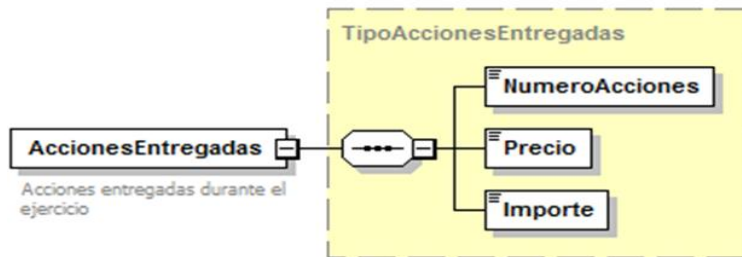 TipoAccionesEntregadas
NumeroAcciones
AccionesEntregadas
Precio
Acciones entregadas durante el
ejercicio
Importe